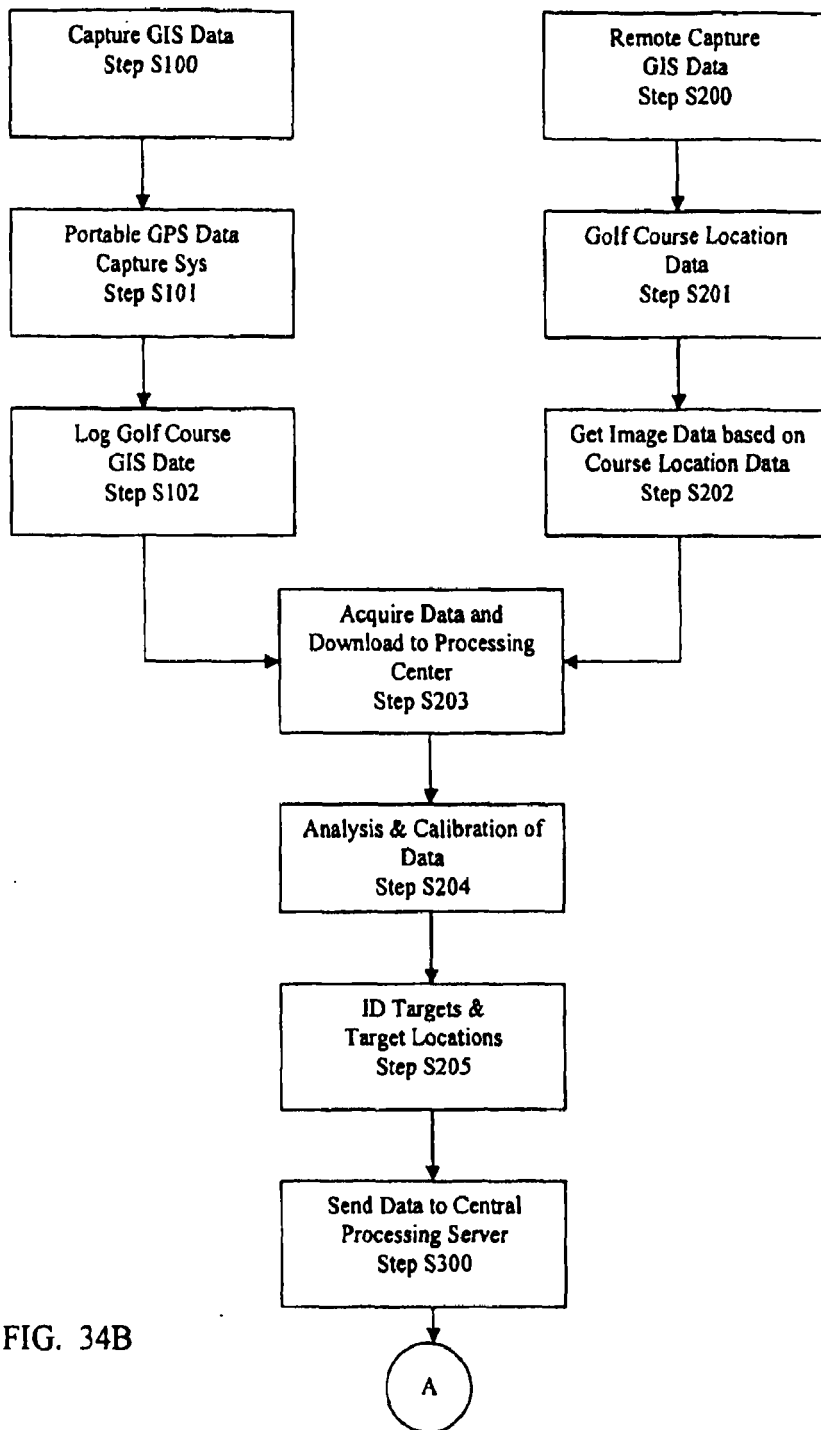 Capture GIS Data
Step S100
Remote Capture
GIS Data
Step S200
Portable GPS Data
Capture Sys
Step S101
Golf Course Location
Data
Step S201
Log Golf Course
GIS Date
Step S102
Get Image Data based on
Course Location Data
Step S202
Acquire Data and
Download to Processing
Center
Step S203
Analysis & Calibration of
Data
Step S204
ID Targets &
Target Locations
Step S205
Send Data to Central
Processing Server
Step S300
FIG. 34B
A